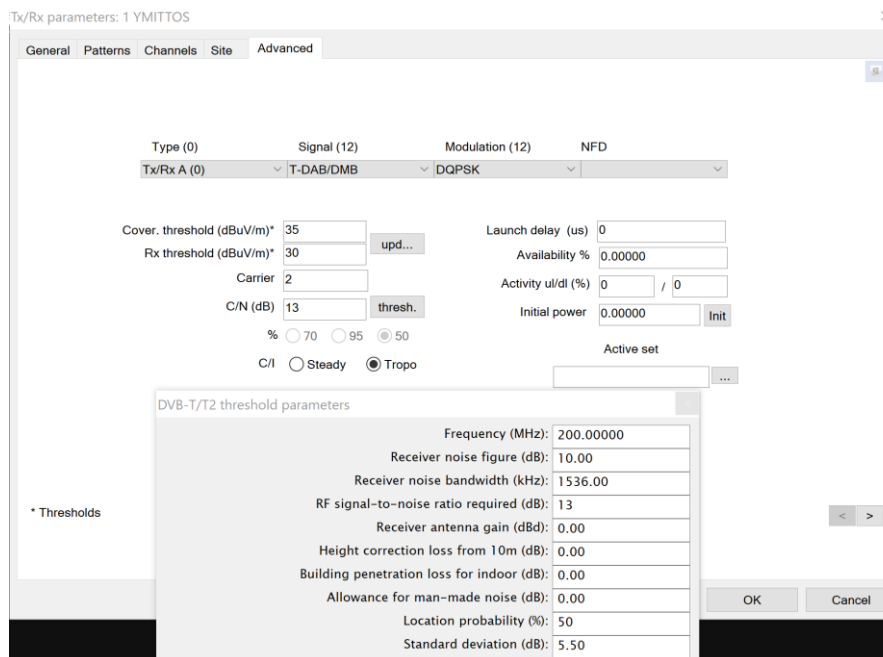 Tx/Rx parameters: 1 YMITTOS
General Patterns Channels Site Advanced
Type (0) Signal (12) Modulation (12) NFD
Tx/Rx A (0) T-DAB/DMB DQPSK
Cover. threshold (dBuV/m)* 35 Launch delay (us) 0
upd...
Rx threshold (dBuV/m)* 30 Availability % 0.00000
Carrier 2 Activity ul/dl (%) 0 / 0
C/N (dB) 13 thresh. Initial power 0.00000 Init
% 70 95 50
Active set
C/I Steady Tropo
...
DVB-T/T2 threshold parameters
Frequency (MHz): 200.00000
Receiver noise figure (dB): 10.00
Receiver noise bandwidth (kHz): 1536.00
RF signal-to-noise ratio required (dB): 13
* Thresholds < >
Receiver antenna gain (dBd): 0.00
Height correction loss from 10m (dB): 0.00
Building penetration loss for indoor (dB): 0.00
Allowance for man-made noise (dB): 0.00
OK Cancel
Location probability (%): 50
Standard deviation (dB): 5.50